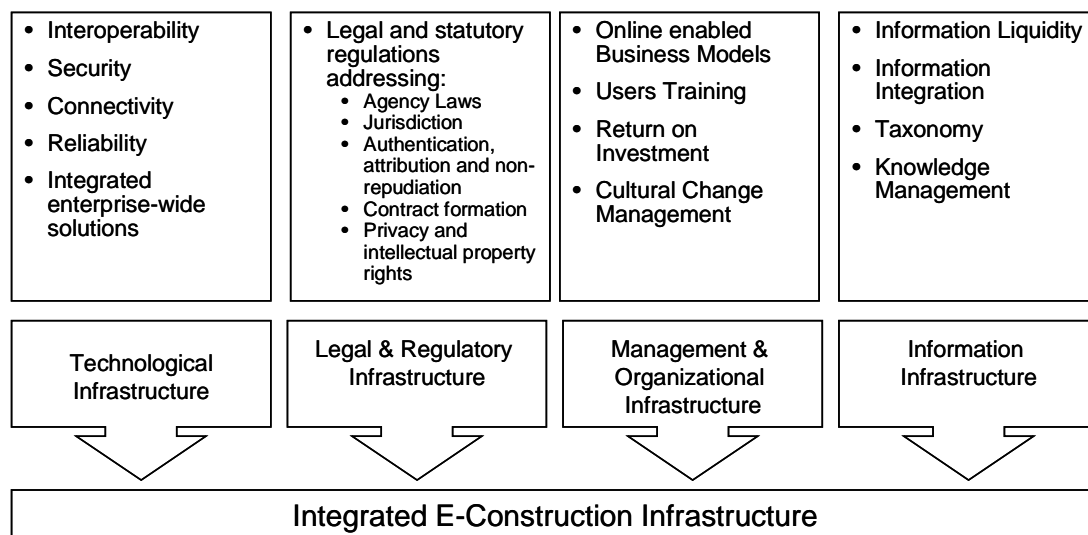 • Interoperability
• Security
• Connectivity
• Reliability
• Integrated
enterprise-wide
solutions
• Legal and statutory
regulations
addressing:
• Agency Laws
• Jurisdiction
• Authentication,
attribution and non-
repudiation
• Contract formation
• Privacy and
intellectual property
rights
• Online enabled
Business Models
• Users Training
• Return on
Investment
• Cultural Change
Management
• Information Liquidity
• Information
Integration
• Taxonomy
• Knowledge
Management
Technological
Infrastructure
Legal & Regulatory
Infrastructure
Management &
Organizational
Infrastructure
Information
Infrastructure
Integrated E-Construction Infrastructure